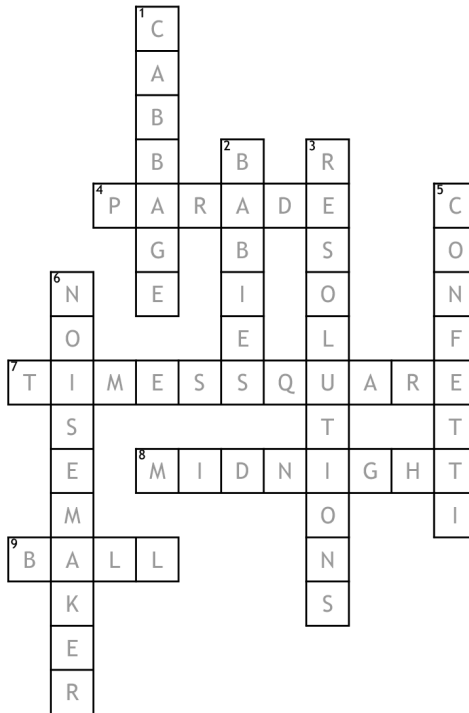 1 C
A
B
B 2 B 3 R
4 P A R A D E 5 C
G B S O
6 N E I O N
O E L F
7 T I M E S S Q U A R E
S T T
E 8 M I D N I G H T
M O I
9 B A L L N
K S
E
R